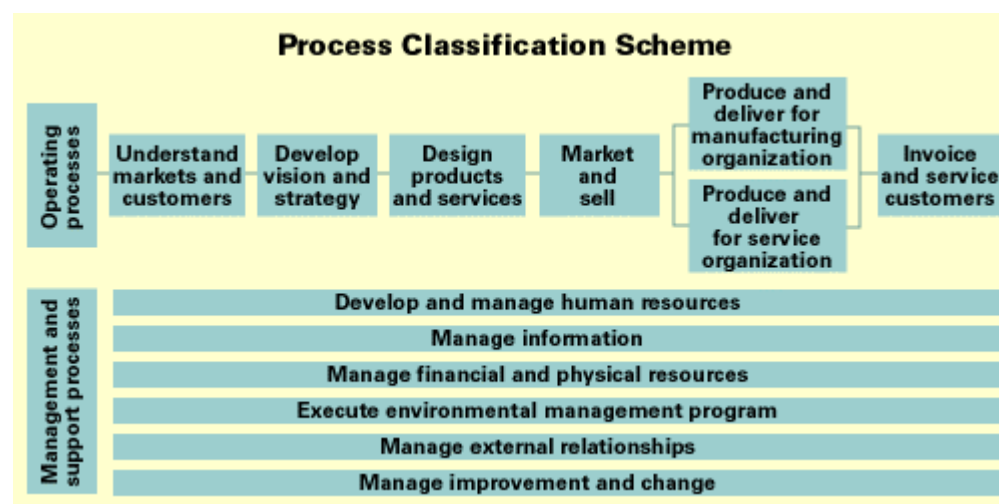 Process Classification Scheme
Operating
processes
Understand
markets and
customers
Develop
vision and
strategy
Design
products
and services
Market
and
sell
Produce and
deliver for
manufacturing
organization
Produce and
deliver
for service
organization
Invoice
and service
customers
Management and
support processes
Develop and manage human resources
Manage information
Manage financial and physical resources
Execute environmental management program
Manage external relationships
Manage improvement and change